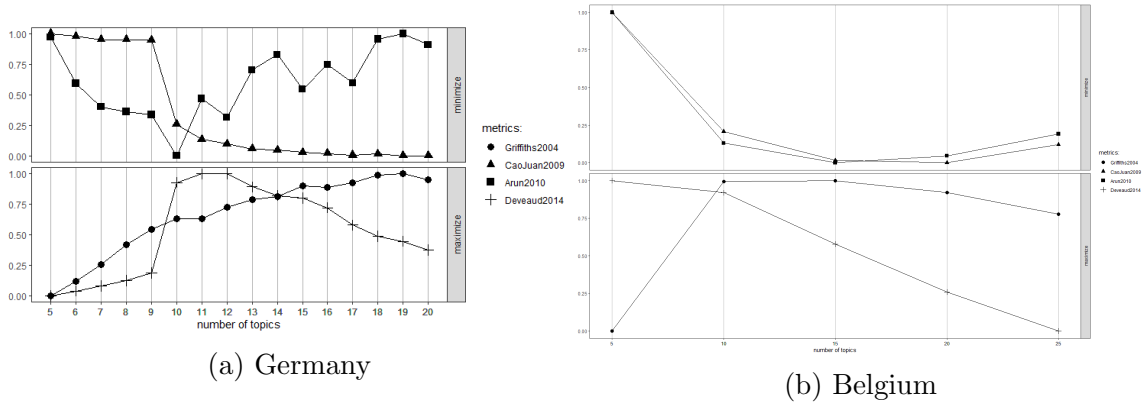 1.00
0.75
0.50
0.25
0.00
minimize
1.00
0.75
0.50
0.25
0.00
maximize
5 6 7 8 9 10 11 12 13 14 15 16 17 18 19 20
number of topics
metrics:
Griffiths2004
CaoJuan2009
Arun2010
Deveaud2014
(a) Germany
1.00
0.75
0.50
0.25
0.00
minimize
1.00
0.75
0.50
0.25
0.00
maximize
5 10 15 20 25
number of topics
metrics:
Griffiths2004
CaoJuan2009
Arun2010
Deveaud2014
(b) Belgium